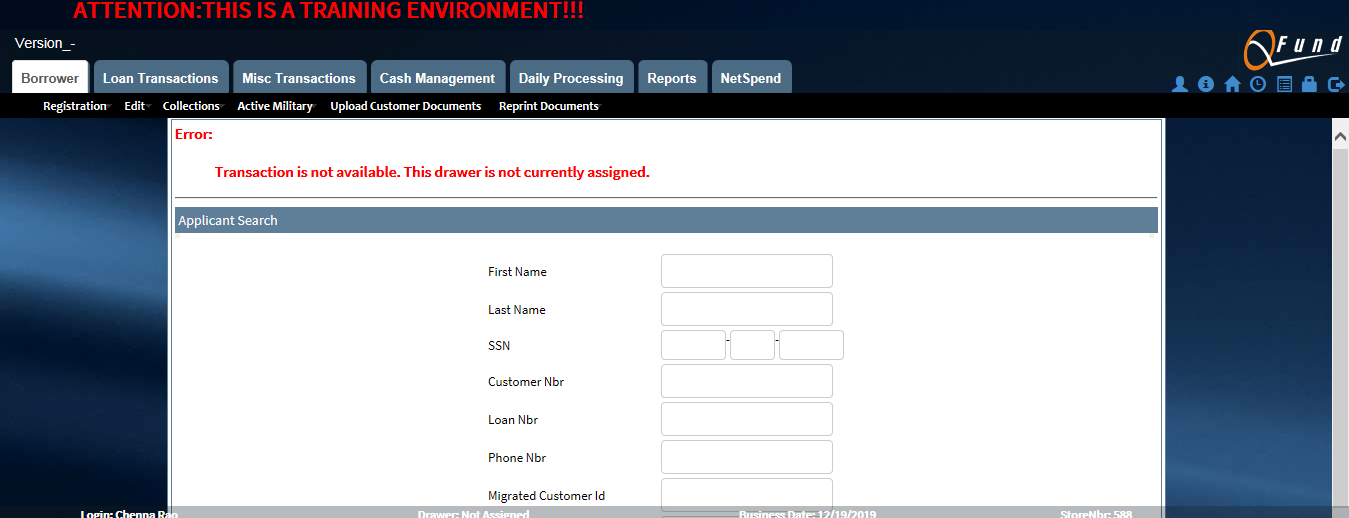 ATTENTION:THIS IS A TRAINING ENVIRONMENT!!!
Version_-
QFund
Borrower Loan Transactions Misc Transactions Cash Management Daily Processing Reports NetSpend
Registration Edit Collections Active Military Upload Customer Documents Reprint Documents
Error:
Transaction is not available. This drawer is not currently assigned.
Applicant Search
First Name
Last Name
SSN - -
Customer Nbr
Loan Nbr
Phone Nbr
Migrated Customer Id
Login: Chenna Rao Drawer: Not Assigned Business Date: 12/19/2019 StoreNbr: 588